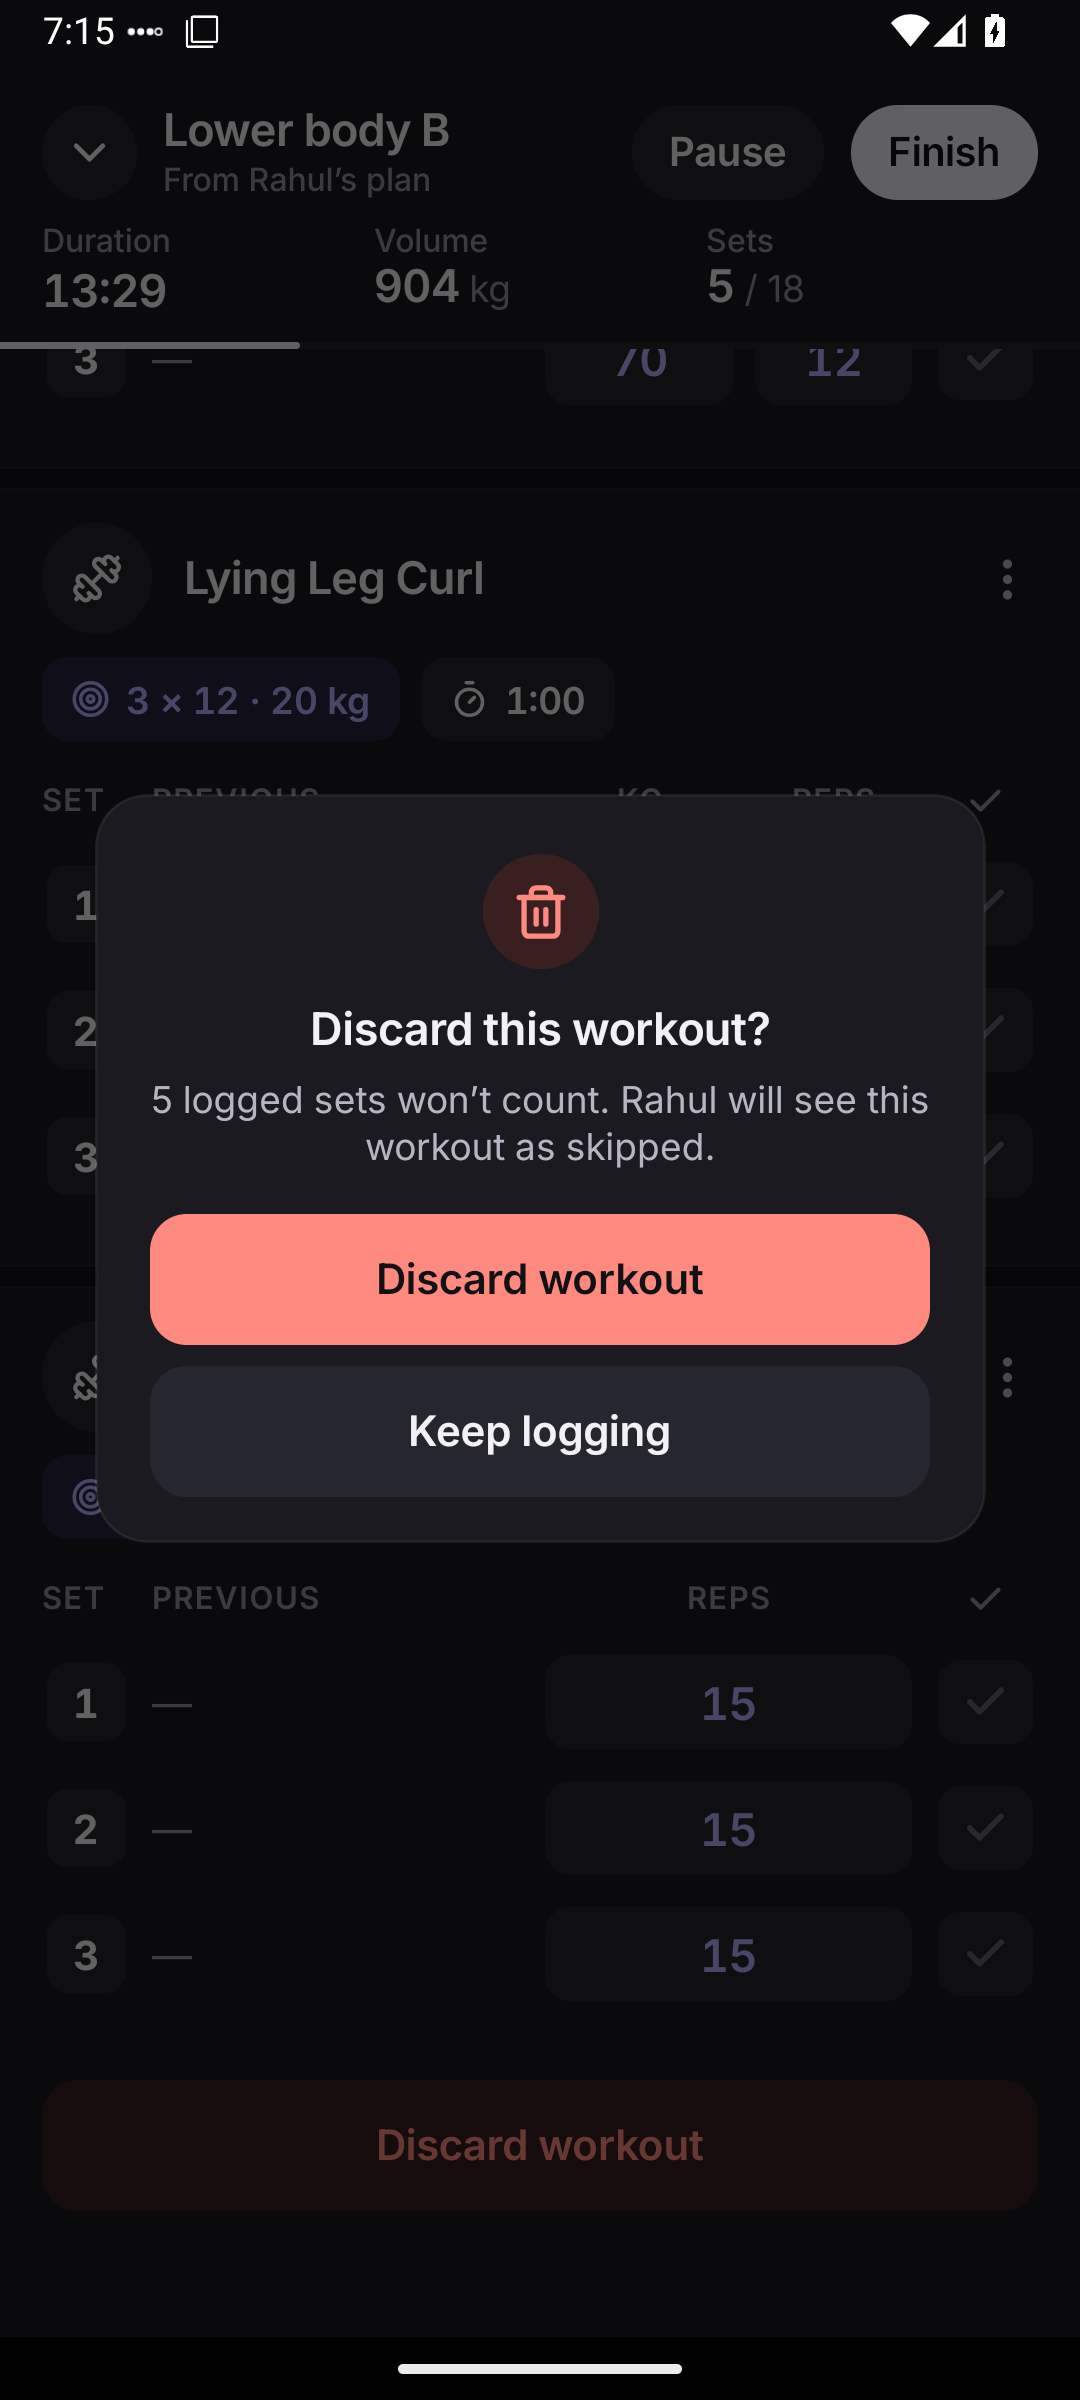 7:15
Lower body B
From Rahul’s plan
Pause
Finish
Duration
Volume
Sets
13:29
904 kg
5 / 18
3 — 70 12
Lying Leg Curl
3 × 12 · 20 kg
1:00
SET PREVIOUS KG REPS
1
2
3
Discard this workout?
5 logged sets won’t count. Rahul will see this
workout as skipped.
Discard workout
Keep logging
SET PREVIOUS REPS
1 — 15
2 — 15
3 — 15
Discard workout